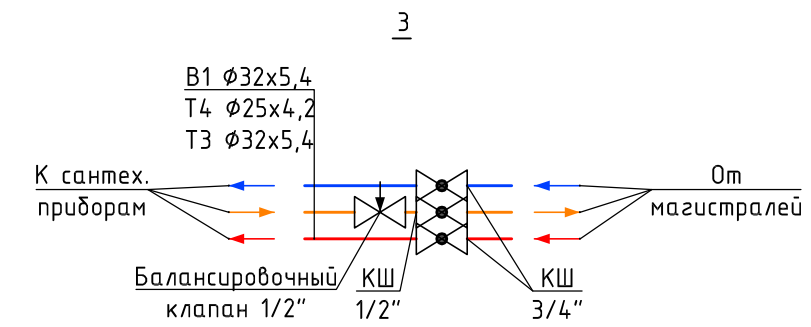 3
В1 Ø32х5,4
Т4 Ø25х4,2
Т3 Ø32х5,4
К сантех.
приборам
От
магистралей
Балансировочный
клапан 1/2"
КШ
1/2"
КШ
3/4"